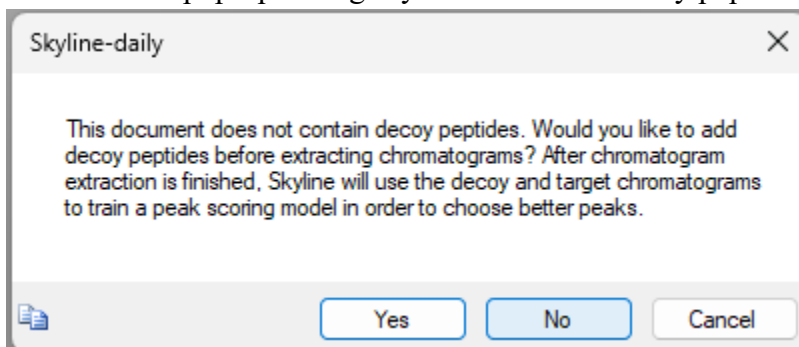 Skyline-daily
This document does not contain decoy peptides. Would you like to add
decoy peptides before extracting chromatograms? After chromatogram
extraction is finished, Skyline will use the decoy and target chromatograms
to train a peak scoring model in order to choose better peaks.
Yes No Cancel